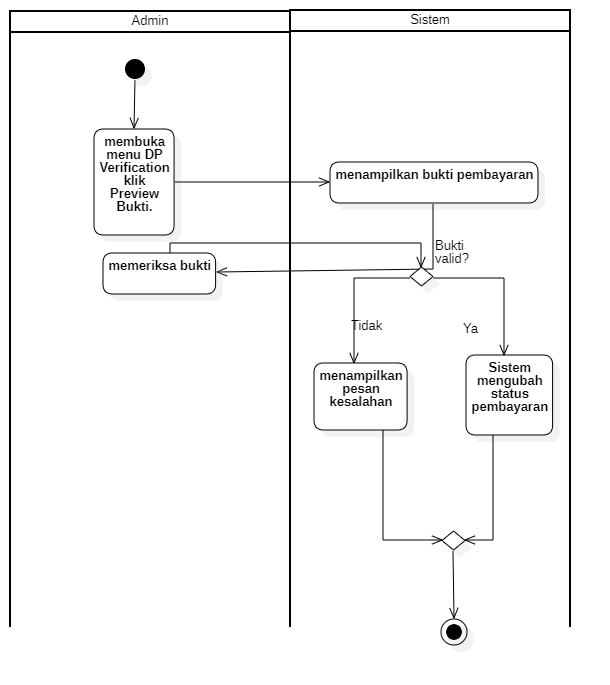 Admin
Sistem
membuka
menu DP
Verification
klik
Preview
Bukti.
menampilkan bukti pembayaran
Bukti
valid?
memeriksa bukti
Tidak
Ya
menampilkan
pesan
kesalahan
Sistem
mengubah
status
pembayaran